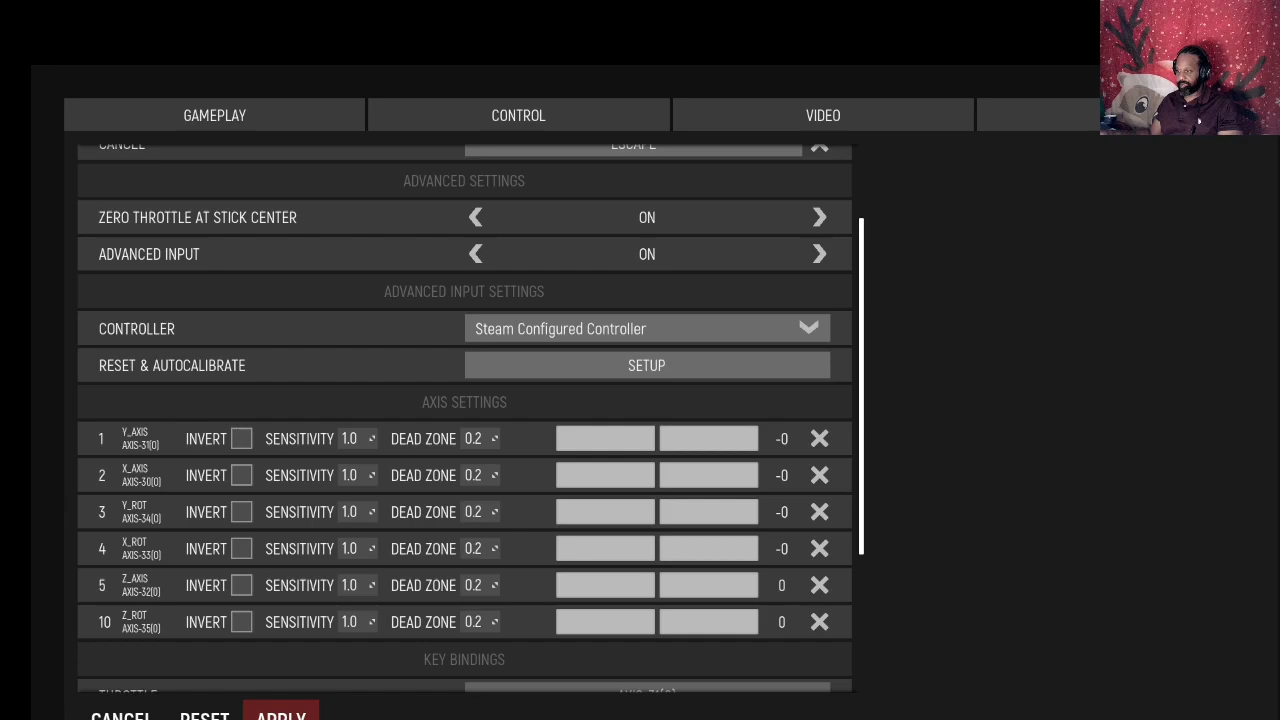 GAMEPLAY CONTROL VIDEO
CANCEL ESCAPE
ADVANCED SETTINGS
ZERO THROTTLE AT STICK CENTER ON
ADVANCED INPUT ON
ADVANCED INPUT SETTINGS
CONTROLLER Steam Configured Controller
RESET & AUTOCALIBRATE SETUP
AXIS SETTINGS
1 Y_AXIS AXIS-31(0) INVERT SENSITIVITY 1.0 DEAD ZONE 0.2 -0
2 X_AXIS AXIS-30(0) INVERT SENSITIVITY 1.0 DEAD ZONE 0.2 -0
3 Y_ROT AXIS-34(0) INVERT SENSITIVITY 1.0 DEAD ZONE 0.2 -0
4 X_ROT AXIS-33(0) INVERT SENSITIVITY 1.0 DEAD ZONE 0.2 -0
5 Z_AXIS AXIS-32(0) INVERT SENSITIVITY 1.0 DEAD ZONE 0.2 0
10 Z_ROT AXIS-35(0) INVERT SENSITIVITY 1.0 DEAD ZONE 0.2 0
KEY BINDINGS
THROTTLE AXIS-31(0)
CANCEL RESET APPLY